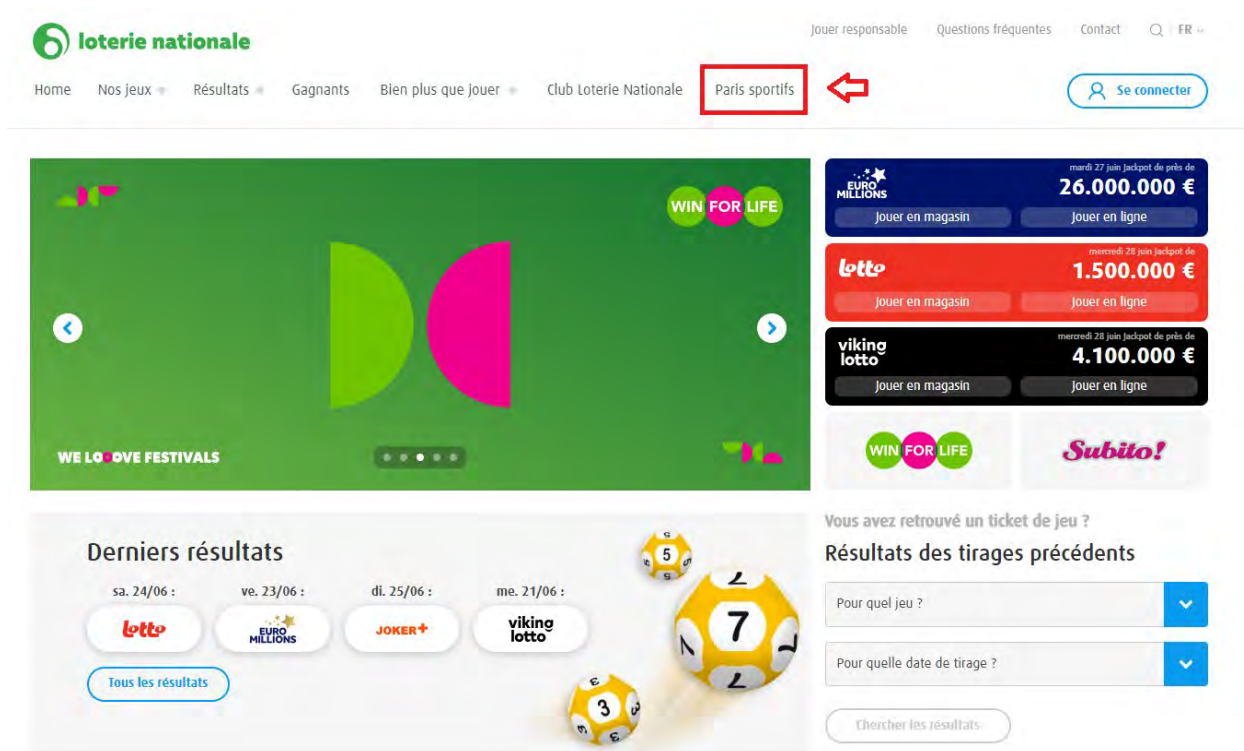 loterie nationale
Jouer responsable Questions fréquentes Contact FR
Home Nos jeux Résultats Gagnants Bien plus que jouer Club Loterie Nationale Paris sportifs
Se connecter
WIN FOR LIFE
WE LOOOVE FESTIVALS
EURO MILLIONS
mardi 27 juin Jackpot de près de
26.000.000 €
Jouer en magasin Jouer en ligne
lotto
mercredi 28 juin Jackpot de
1.500.000 €
Jouer en magasin Jouer en ligne
viking lotto
mercredi 28 juin Jackpot de près de
4.100.000 €
Jouer en magasin Jouer en ligne
WIN FOR LIFE Subito!
Derniers résultats
sa. 24/06 : ve. 23/06 : di. 25/06 : me. 21/06 :
lotto EURO MILLIONS JOKER+ viking lotto
Tous les résultats
5
7
3
Vous avez retrouvé un ticket de jeu ?
Résultats des tirages précédents
Pour quel jeu ?
Pour quelle date de tirage ?
Chercher les résultats